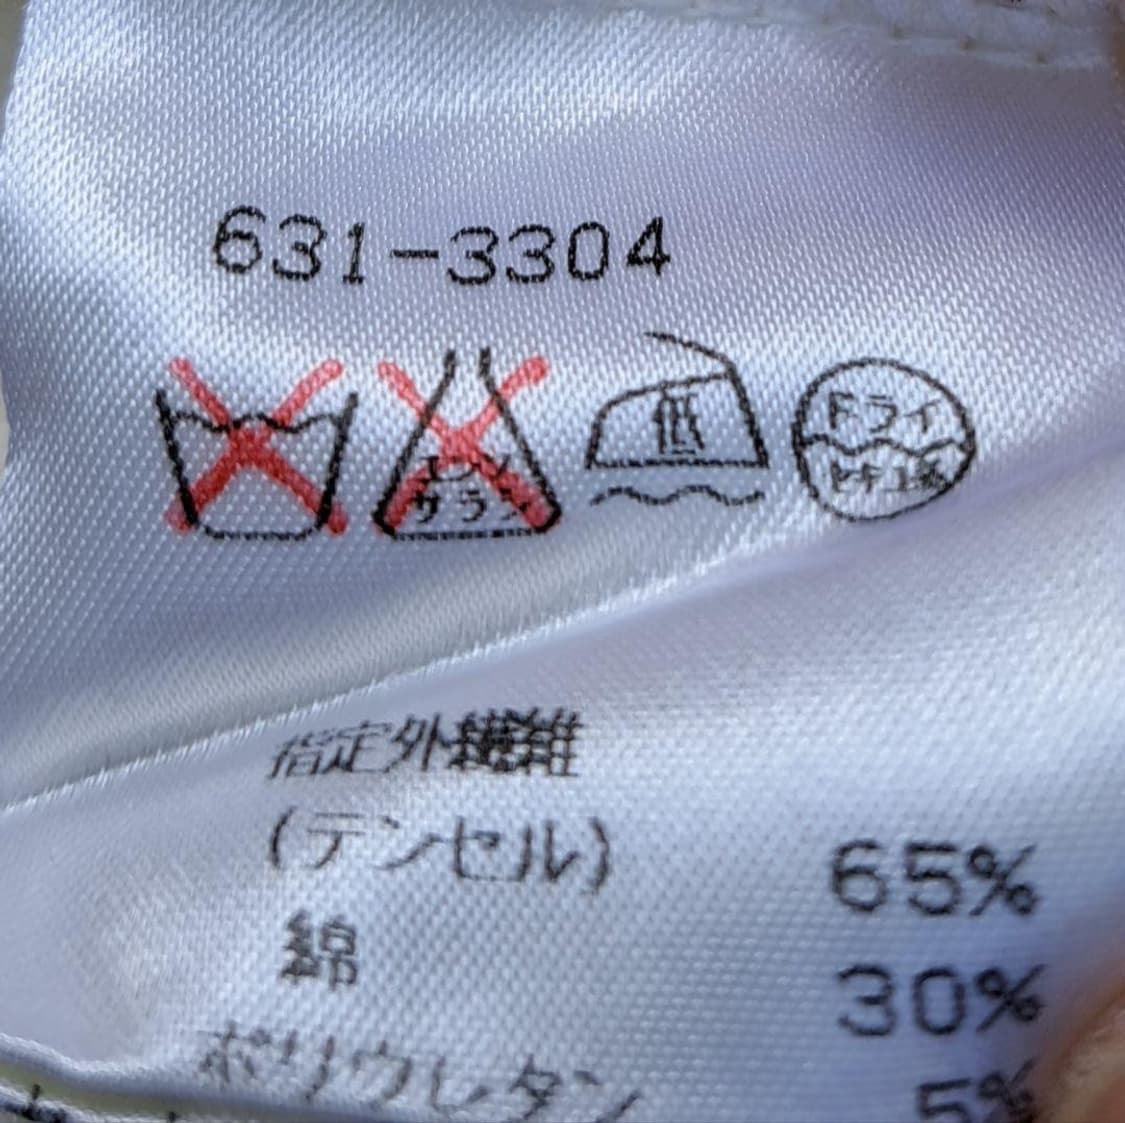 631-3304
エンソ
サラシ
低
ドライ
セキユ系
指定外繊維
(テンセル) 65%
綿 30%
ポリウレタン 5%